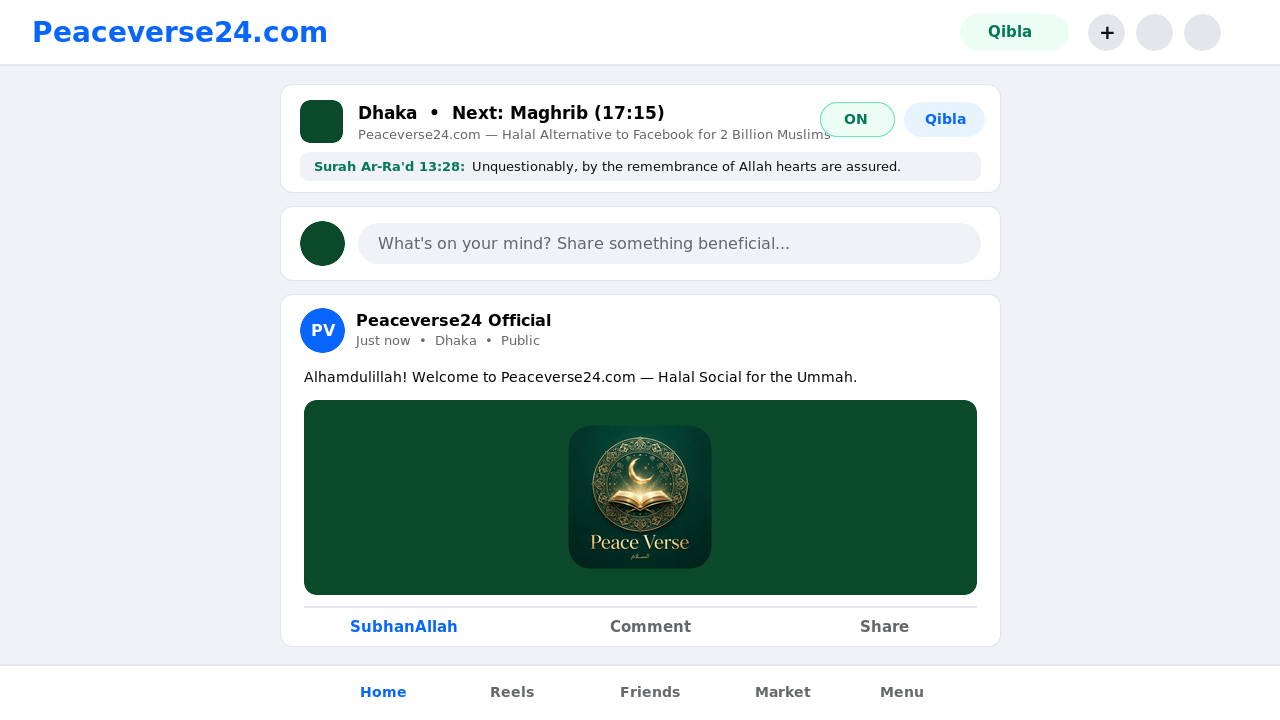 Peaceverse24.com
Qibla
+
Dhaka • Next: Maghrib (17:15)
ON
Qibla
Peaceverse24.com — Halal Alternative to Facebook for 2 Billion Muslims
Surah Ar-Ra'd 13:28: Unquestionably, by the remembrance of Allah hearts are assured.
What's on your mind? Share something beneficial...
PV
Peaceverse24 Official
Just now • Dhaka • Public
Alhamdulillah! Welcome to Peaceverse24.com — Halal Social for the Ummah.
Peace Verse
SubhanAllah
Comment
Share
Home
Reels
Friends
Market
Menu